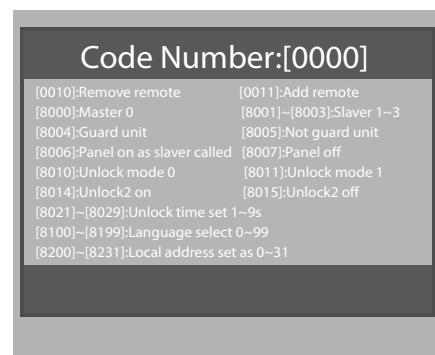 Code Number:[0000]
[0010]:Remove remote [0011]:Add remote
[8000]:Master 0 [8001]~[8003]:Slaver 1~3
[8004]:Guard unit [8005]:Not guard unit
[8006]:Panel on as slaver called [8007]:Panel off
[8010]:Unlock mode 0 [8011]:Unlock mode 1
[8014]:Unlock2 on [8015]:Unlock2 off
[8021]~[8029]:Unlock time set 1~9s
[8100]~[8199]:Language select 0~99
[8200]~[8231]:Local address set as 0~31